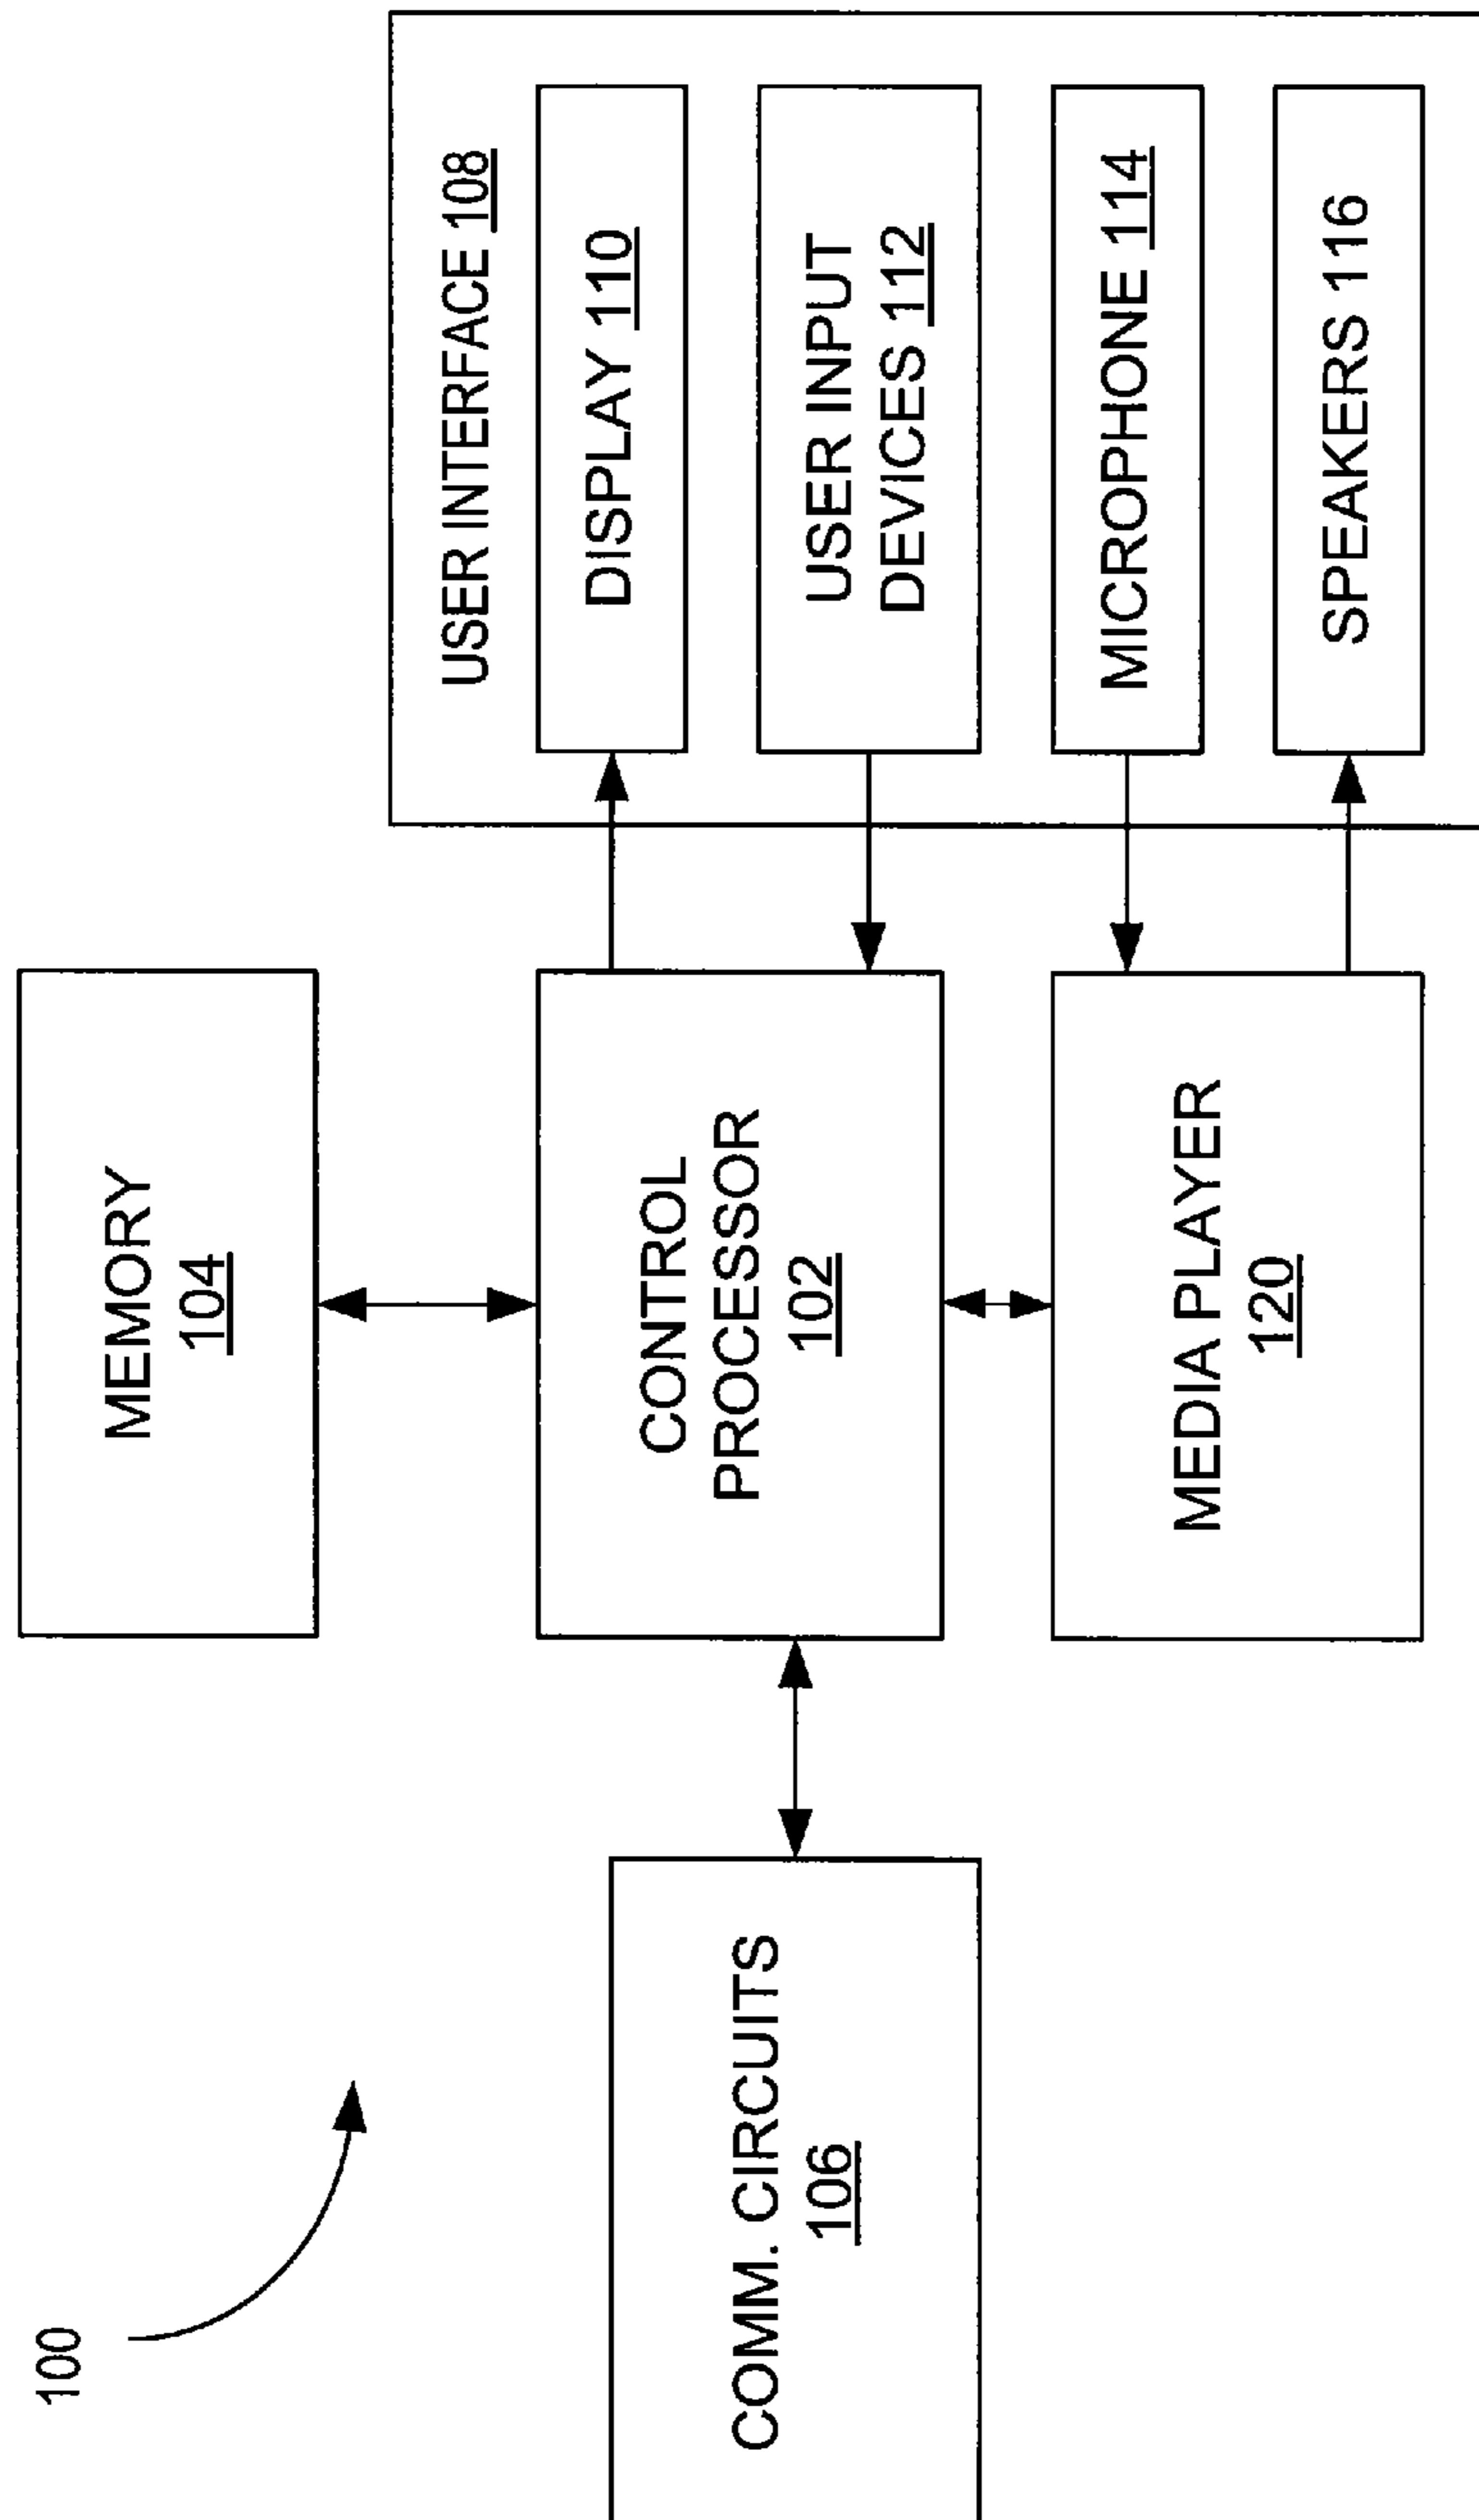 100
MEMORY
104
USER INTERFACE 108
DISPLAY 110
COMM. CIRCUITS
106
CONTROL
PROCESSOR
102
USER INPUT
DEVICES 112
MICROPHONE 114
MEDIA PLAYER
120
SPEAKERS 116